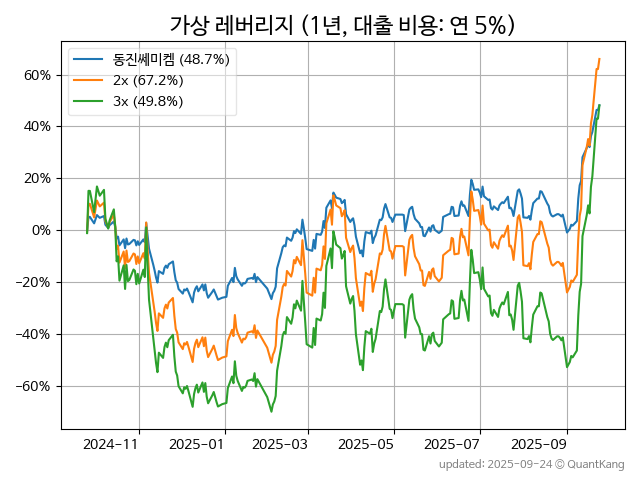 가상 레버리지 (1년, 대출 비용: 연 5%)
동진쎄미켐 (48.7%)
2x (67.2%)
3x (49.8%)
60%
40%
20%
0%
−20%
−40%
−60%
2024-11
2025-01
2025-03
2025-05
2025-07
2025-09
updated: 2025-09-24 ⓒ QuantKang